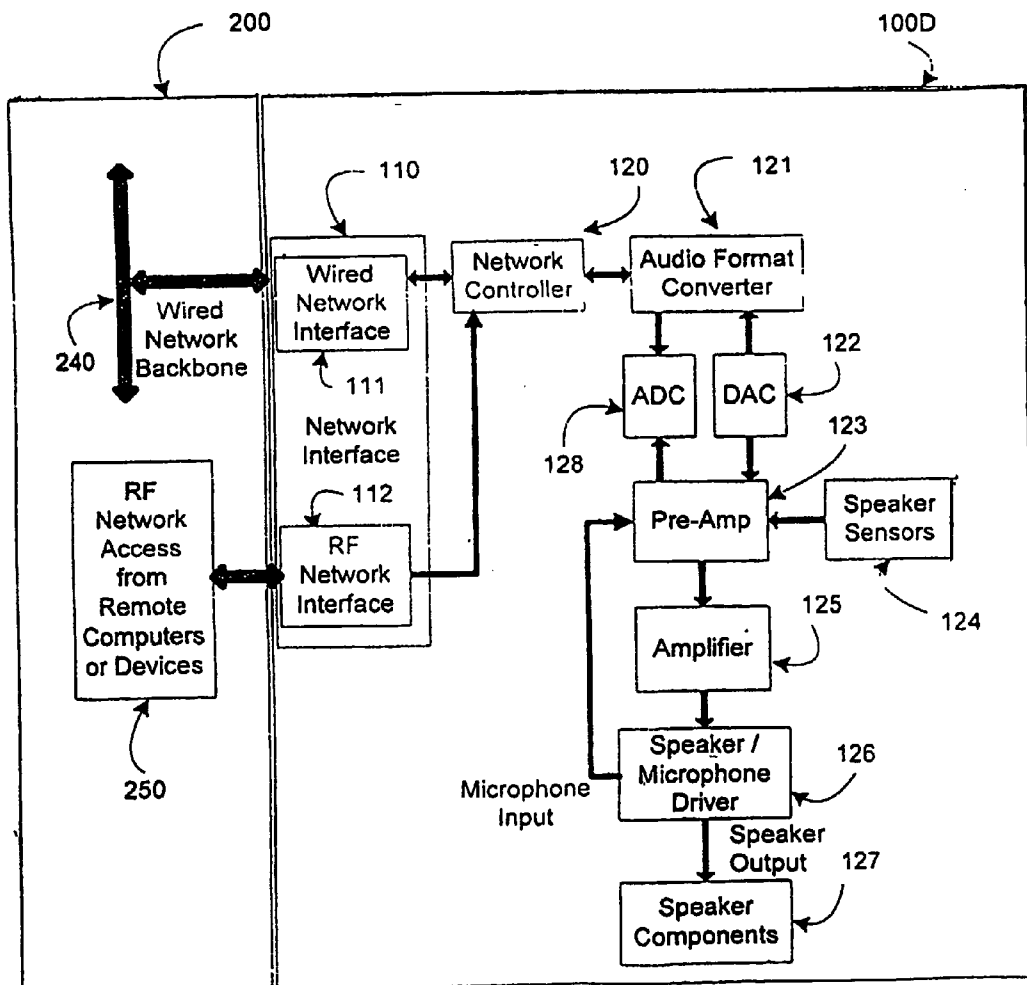 200
100D
110
120
121
Wired
Network
Interface
Network
Controller
Audio Format
Converter
Wired
Network
Backbone
240
111
Network
Interface
ADC
DAC
122
128
123
112
RF
Network
Access
from
Remote
Computers
or Devices
RF
Network
Interface
Pre-Amp
Speaker
Sensors
124
125
Amplifier
250
Microphone
Input
Speaker /
Microphone
Driver
126
Speaker
Output
127
Speaker
Components